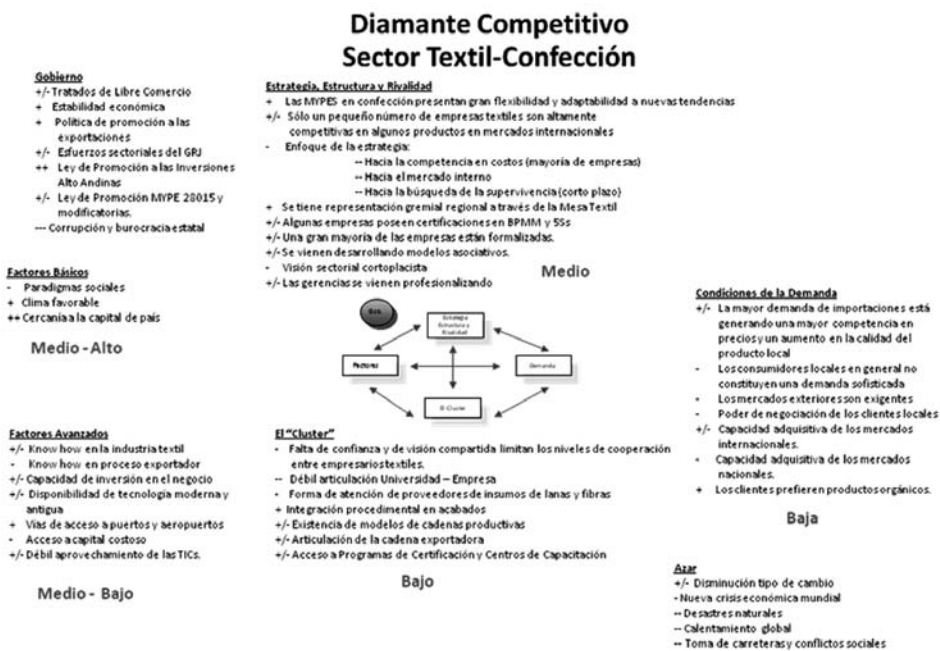 Diamante Competitivo
Sector Textil-Confección
Gobierno
+/- Tratados de Libre Comercio
+ Estabilidad económica
+ Política de promoción a las
exportaciones
+/- Esfuerzos sectoriales del GRJ
++ Ley de Promoción a las Inversiones
Alto Andinas
+/- Ley de Promoción MYPE 28015 y
modificatorias.
--- Corrupción y burocracia estatal
Estrategia, Estructura y Rivalidad
+ Las MYPES en confección presentan gran flexibilidad y adaptabilidad a nuevas tendencias
+/- Sólo un pequeño número de empresas textiles son altamente
competitivas en algunos productos en mercados internacionales
- Enfoque de la estrategia:
-- Hacia la competencia en costos (mayoría de empresas)
-- Hacia el mercado interno
-- Hacia la búsqueda de la supervivencia (corto plazo)
+ Se tiene representación gremial regional a través de la Mesa Textil
+/- Algunas empresas poseen certificaciones en BPMM y 5Ss
+/- Una gran mayoría de las empresas están formalizadas.
+/- Se vienen desarrollando modelos asociativos.
- Visión sectorial cortoplacista
+/- Las gerencias se vienen profesionalizando
Medio
Factores Básicos
- Paradigmas sociales
+ Clima favorable
++ Cercanía a la capital de país
Medio - Alto
Estrategia
Estructura y
Rivalidad
Factores
Demanda
El Cluster
Condiciones de la Demanda
+/- La mayor demanda de importaciones está
generando una mayor competencia en
precios y un aumento en la calidad del
producto local
- Los consumidores locales en general no
constituyen una demanda sofisticada
- Los mercados exteriores son exigentes
- Poder de negociación de los clientes locales
+/- Capacidad adquisitiva de los mercados
internacionales.
- Capacidad adquisitiva de los mercados
nacionales.
+ Los clientes prefieren productos orgánicos.
Baja
Factores Avanzados
+/- Know how en la industria textil
- Know how en proceso exportador
+/- Capacidad de inversión en el negocio
+/- Disponibilidad de tecnología moderna y
antigua
+ Vías de acceso a puertos y aeropuertos
- Acceso a capital costoso
+/- Débil aprovechamiento de las TICs.
Medio - Bajo
El "Cluster"
- Falta de confianza y de visión compartida limitan los niveles de cooperación
entre empresarios textiles.
-- Débil articulación Universidad – Empresa
- Forma de atención de proveedores de insumos de lanas y fibras
+ Integración procedimental en acabados
+/- Existencia de modelos de cadenas productivas
+/- Articulación de la cadena exportadora
+/- Acceso a Programas de Certificación y Centros de Capacitación
Bajo
Azar
+/- Disminución tipo de cambio
- Nueva crisis económica mundial
-- Desastres naturales
-- Calentamiento global
-- Toma de carreteras y conflictos sociales